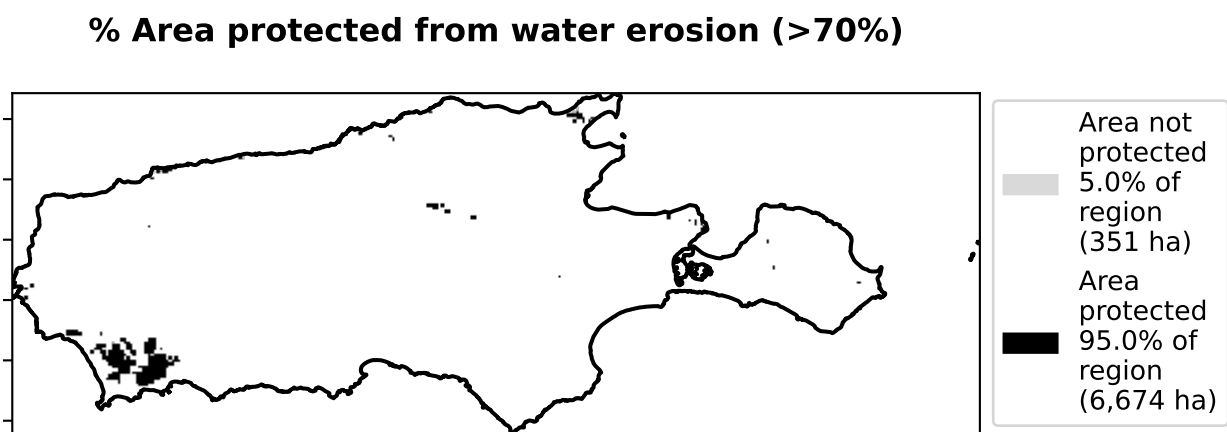 % Area protected from water erosion (>70%)
Area not
protected
5.0% of
region
(351 ha)
Area
protected
95.0% of
region
(6,674 ha)